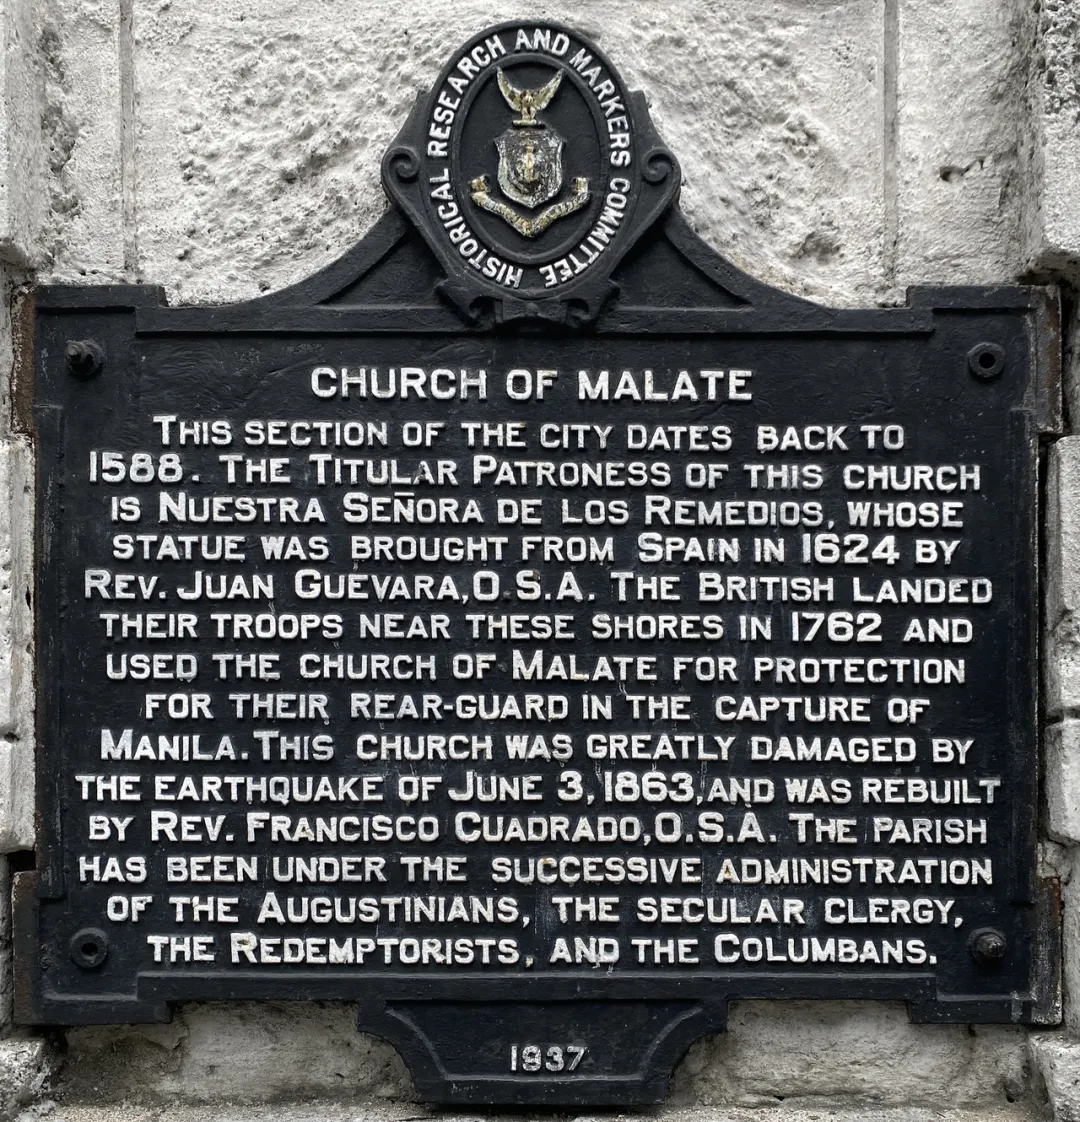 HISTORICAL RESEARCH AND MARKERS COMMITTEE
CHURCH OF MALATE
THIS SECTION OF THE CITY DATES BACK TO
1588. THE TITULAR PATRONESS OF THIS CHURCH
IS NUESTRA SEÑORA DE LOS REMEDIOS, WHOSE
STATUE WAS BROUGHT FROM SPAIN IN 1624 BY
REV. JUAN GUEVARA, O.S.A. THE BRITISH LANDED
THEIR TROOPS NEAR THESE SHORES IN 1762 AND
USED THE CHURCH OF MALATE FOR PROTECTION
FOR THEIR REAR-GUARD IN THE CAPTURE OF
MANILA. THIS CHURCH WAS GREATLY DAMAGED BY
THE EARTHQUAKE OF JUNE 3, 1863, AND WAS REBUILT
BY REV. FRANCISCO CUADRADO, O.S.A. THE PARISH
HAS BEEN UNDER THE SUCCESSIVE ADMINISTRATION
OF THE AUGUSTINIANS, THE SECULAR CLERGY,
THE REDEMPTORISTS, AND THE COLUMBANS.
1937